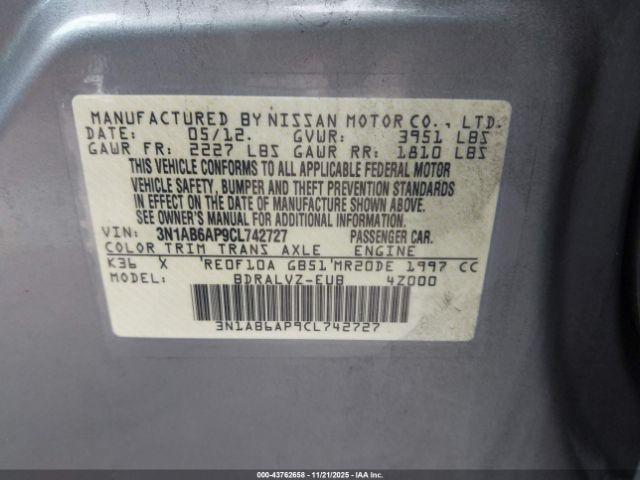 MANUFACTURED BY NISSAN MOTOR CO., LTD.
DATE: 05/12. GVWR: 3951 LBS
GAWR FR: 2227 LBS GAWR RR: 1810 LBS
THIS VEHICLE CONFORMS TO ALL APPLICABLE FEDERAL MOTOR
VEHICLE SAFETY, BUMPER AND THEFT PREVENTION STANDARDS
IN EFFECT ON THE DATE OF MANUFACTURE SHOWN ABOVE.
SEE OWNER'S MANUAL FOR ADDITIONAL INFORMATION.
VIN: 3N1AB6AP9CL742727 PASSENGER CAR.
COLOR TRIM TRANS AXLE ENGINE
K36 X 'RE0F10A GB51'MR20DE 1997 CC
MODEL: BDRALVZ-EUB 4Z000
3N1AB6AP9CL742727
000-43762658 - 11/21/2025 - IAAI.COM